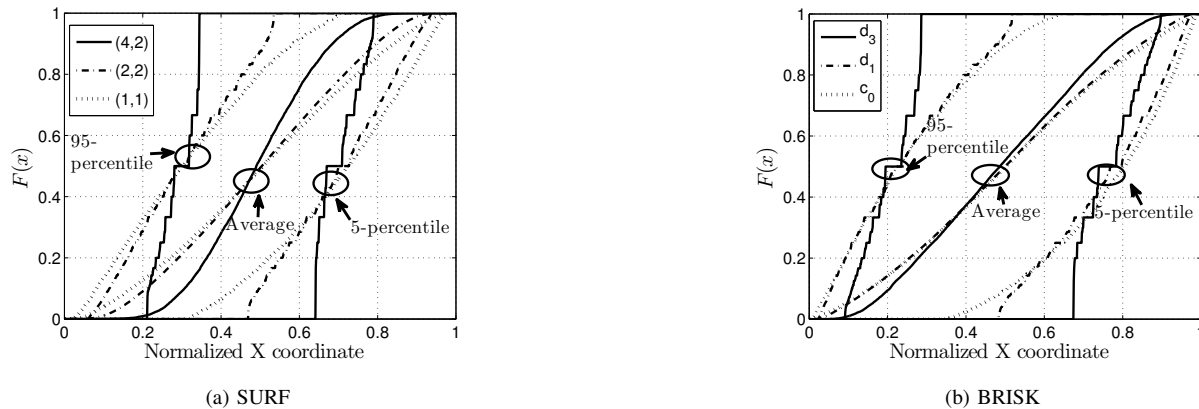 1
0.8
0.6
0.4
0.2
0
F(x)
(4,2)
(2,2)
(1,1)
95-
percentile
Average
5-percentile
0 0.2 0.4 0.6 0.8 1
Normalized X coordinate
(a) SURF
1
0.8
0.6
0.4
0.2
0
F(x)
d3
d1
c0
95-
percentile
Average
5-percentile
0 0.2 0.4 0.6 0.8 1
Normalized X coordinate
(b) BRISK